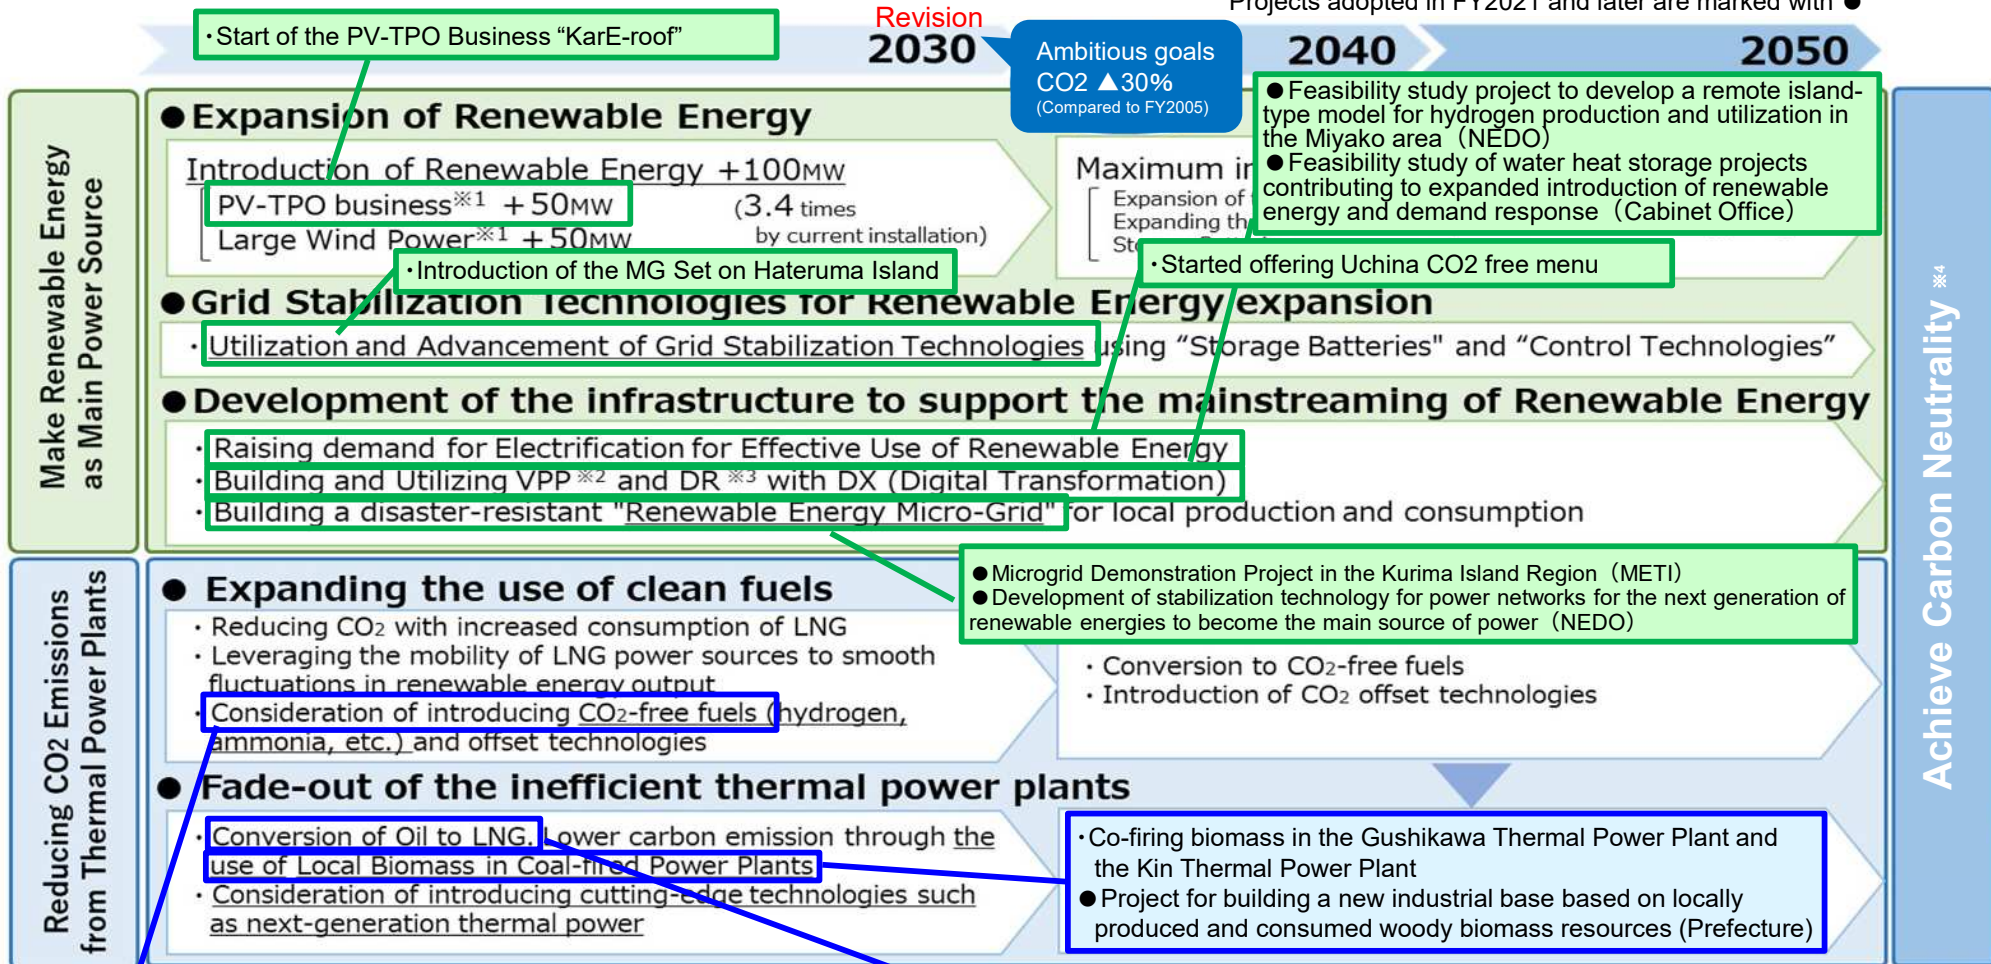 Projects adopted in FY2021 and later are marked with ●
・Start of the PV-TPO Business “KarE-roof”
Revision
2030
2040
2050
Ambitious goals
CO2 ▲30%
(Compared to FY2005)
Make Renewable Energy
as Main Power Source
●Expansion of Renewable Energy
Introduction of Renewable Energy +100MW
PV-TPO business※1 +50MW
Large Wind Power※1 +50MW
(3.4 times
by current installation)
Maximum in
Expansion of
Expanding th
●Feasibility study project to develop a remote island-
type model for hydrogen production and utilization in
the Miyako area（NEDO）
●Feasibility study of water heat storage projects
contributing to expanded introduction of renewable
energy and demand response（Cabinet Office）
・Introduction of the MG Set on Hateruma Island
・Started offering Uchina CO2 free menu
●Grid Stabilization Technologies for Renewable Energy expansion
・Utilization and Advancement of Grid Stabilization Technologies using “Storage Batteries" and “Control Technologies”
●Development of the infrastructure to support the mainstreaming of Renewable Energy
・Raising demand for Electrification for Effective Use of Renewable Energy
・Building and Utilizing VPP※2 and DR※3 with DX (Digital Transformation)
・Building a disaster-resistant "Renewable Energy Micro-Grid" for local production and consumption
●Microgrid Demonstration Project in the Kurima Island Region（METI）
●Development of stabilization technology for power networks for the next generation of
renewable energies to become the main source of power（NEDO）
Reducing CO2 Emissions
from Thermal Power Plants
● Expanding the use of clean fuels
・Reducing CO2 with increased consumption of LNG
・Leveraging the mobility of LNG power sources to smooth
fluctuations in renewable energy output
・Consideration of introducing CO2-free fuels (hydrogen,
ammonia, etc.) and offset technologies
・Conversion to CO2-free fuels
・Introduction of CO2 offset technologies
● Fade-out of the inefficient thermal power plants
・Conversion of Oil to LNG. Lower carbon emission through the
use of Local Biomass in Coal-fired Power Plants
・Consideration of introducing cutting-edge technologies such
as next-generation thermal power
・Co-firing biomass in the Gushikawa Thermal Power Plant and
the Kin Thermal Power Plant
●Project for building a new industrial base based on locally
produced and consumed woody biomass resources (Prefecture)
Achieve Carbon Neutrality ※4